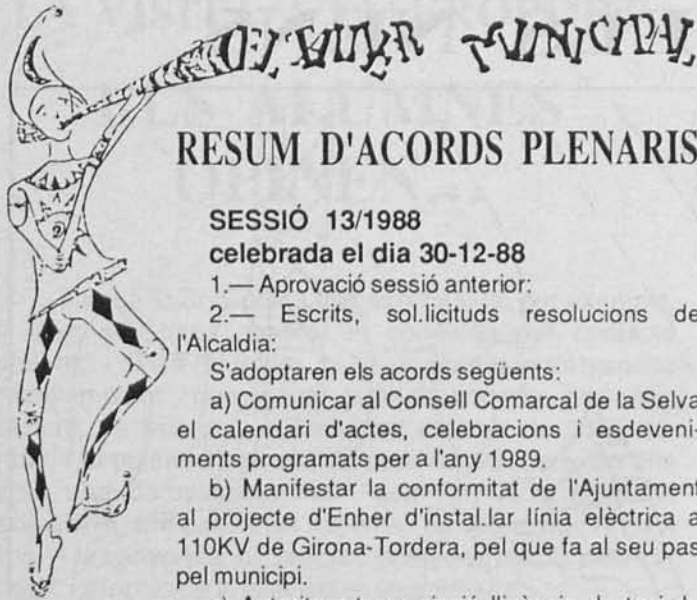 EL XAUXER MUNICIPAL
RESUM D'ACORDS PLENARIS
SESSIÓ 13/1988
celebrada el dia 30-12-88
1.— Aprovació sessió anterior:
2.— Escrits, sol.licituds resolucions de
l'Alcaldia:
S'adoptaren els acords següents:
a) Comunicar al Consell Comarcal de la Selva
el calendari d'actes, celebracions i esdeveni-
ments programats per a l'any 1989.
b) Manifestar la conformitat de l'Ajuntament
al projecte d'Enher d'instal.lar línia elèctrica a
110KV de Girona-Tordera, pel que fa al seu pas
pel municipi.